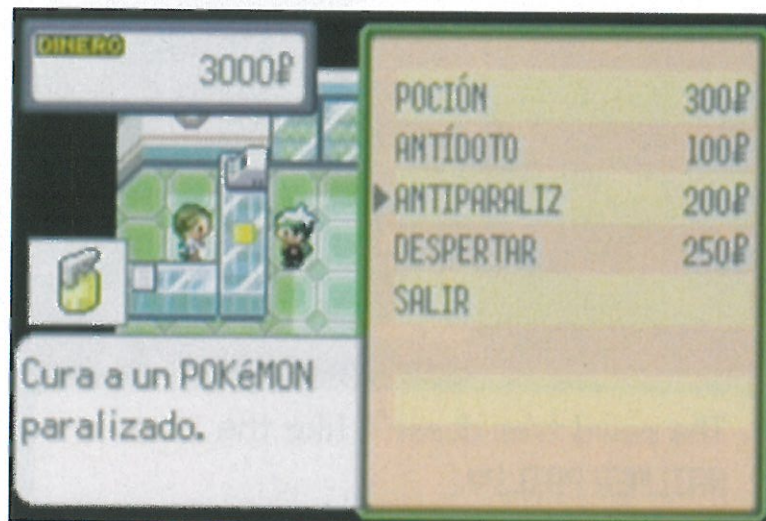 DINERO
3000₽
POCIÓN 300₽
ANTÍDOTO 100₽
ANTIPARALIZ 200₽
DESPERTAR 250₽
SALIR
Cura a un POKéMON
paralizado.